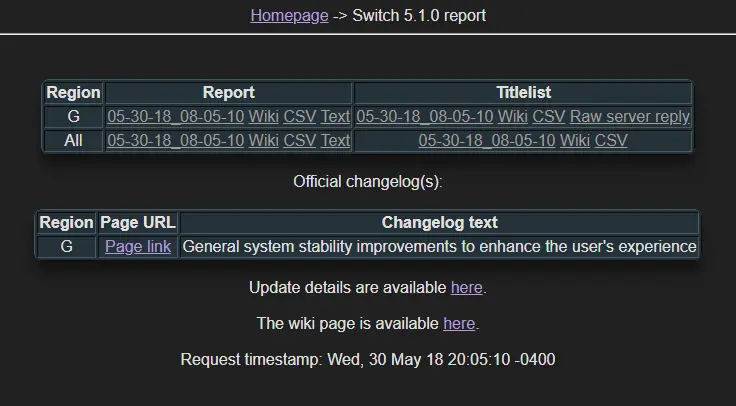 Homepage -> Switch 5.1.0 report
Region Report Titlelist
G 05-30-18_08-05-10 Wiki CSV Text 05-30-18_08-05-10 Wiki CSV Raw server reply
All 05-30-18_08-05-10 Wiki CSV Text 05-30-18_08-05-10 Wiki CSV
Official changelog(s):
Region Page URL Changelog text
G Page link General system stability improvements to enhance the user's experience
Update details are available here.
The wiki page is available here.
Request timestamp: Wed, 30 May 18 20:05:10 -0400